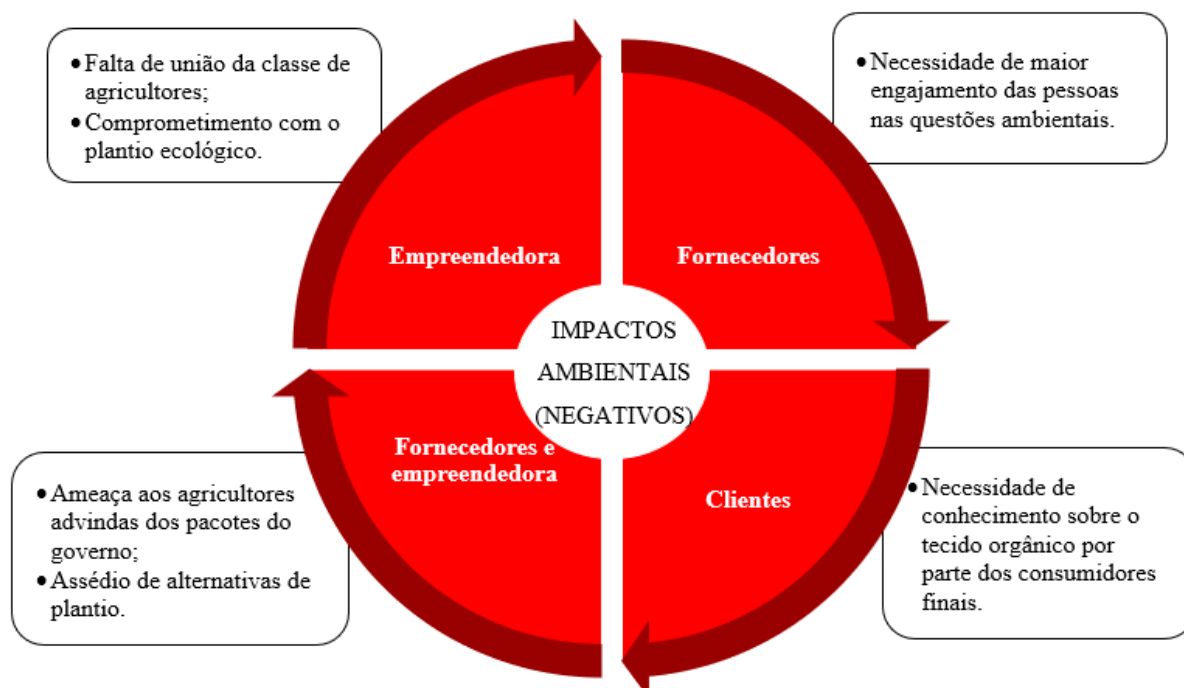 • Falta de união da classe de
agricultores;
• Comprometimento com o
plantio ecológico.
• Necessidade de maior
engajamento das pessoas
nas questões ambientais.
Empreendedora
Fornecedores
IMPACTOS
AMBIENTAIS
(NEGATIVOS)
Fornecedores e
empreendedora
Clientes
• Ameaça aos agricultores
advindas dos pacotes do
governo;
• Assédio de alternativas de
plantio.
• Necessidade de
conhecimento sobre o
tecido orgânico por
parte dos consumidores
finais.